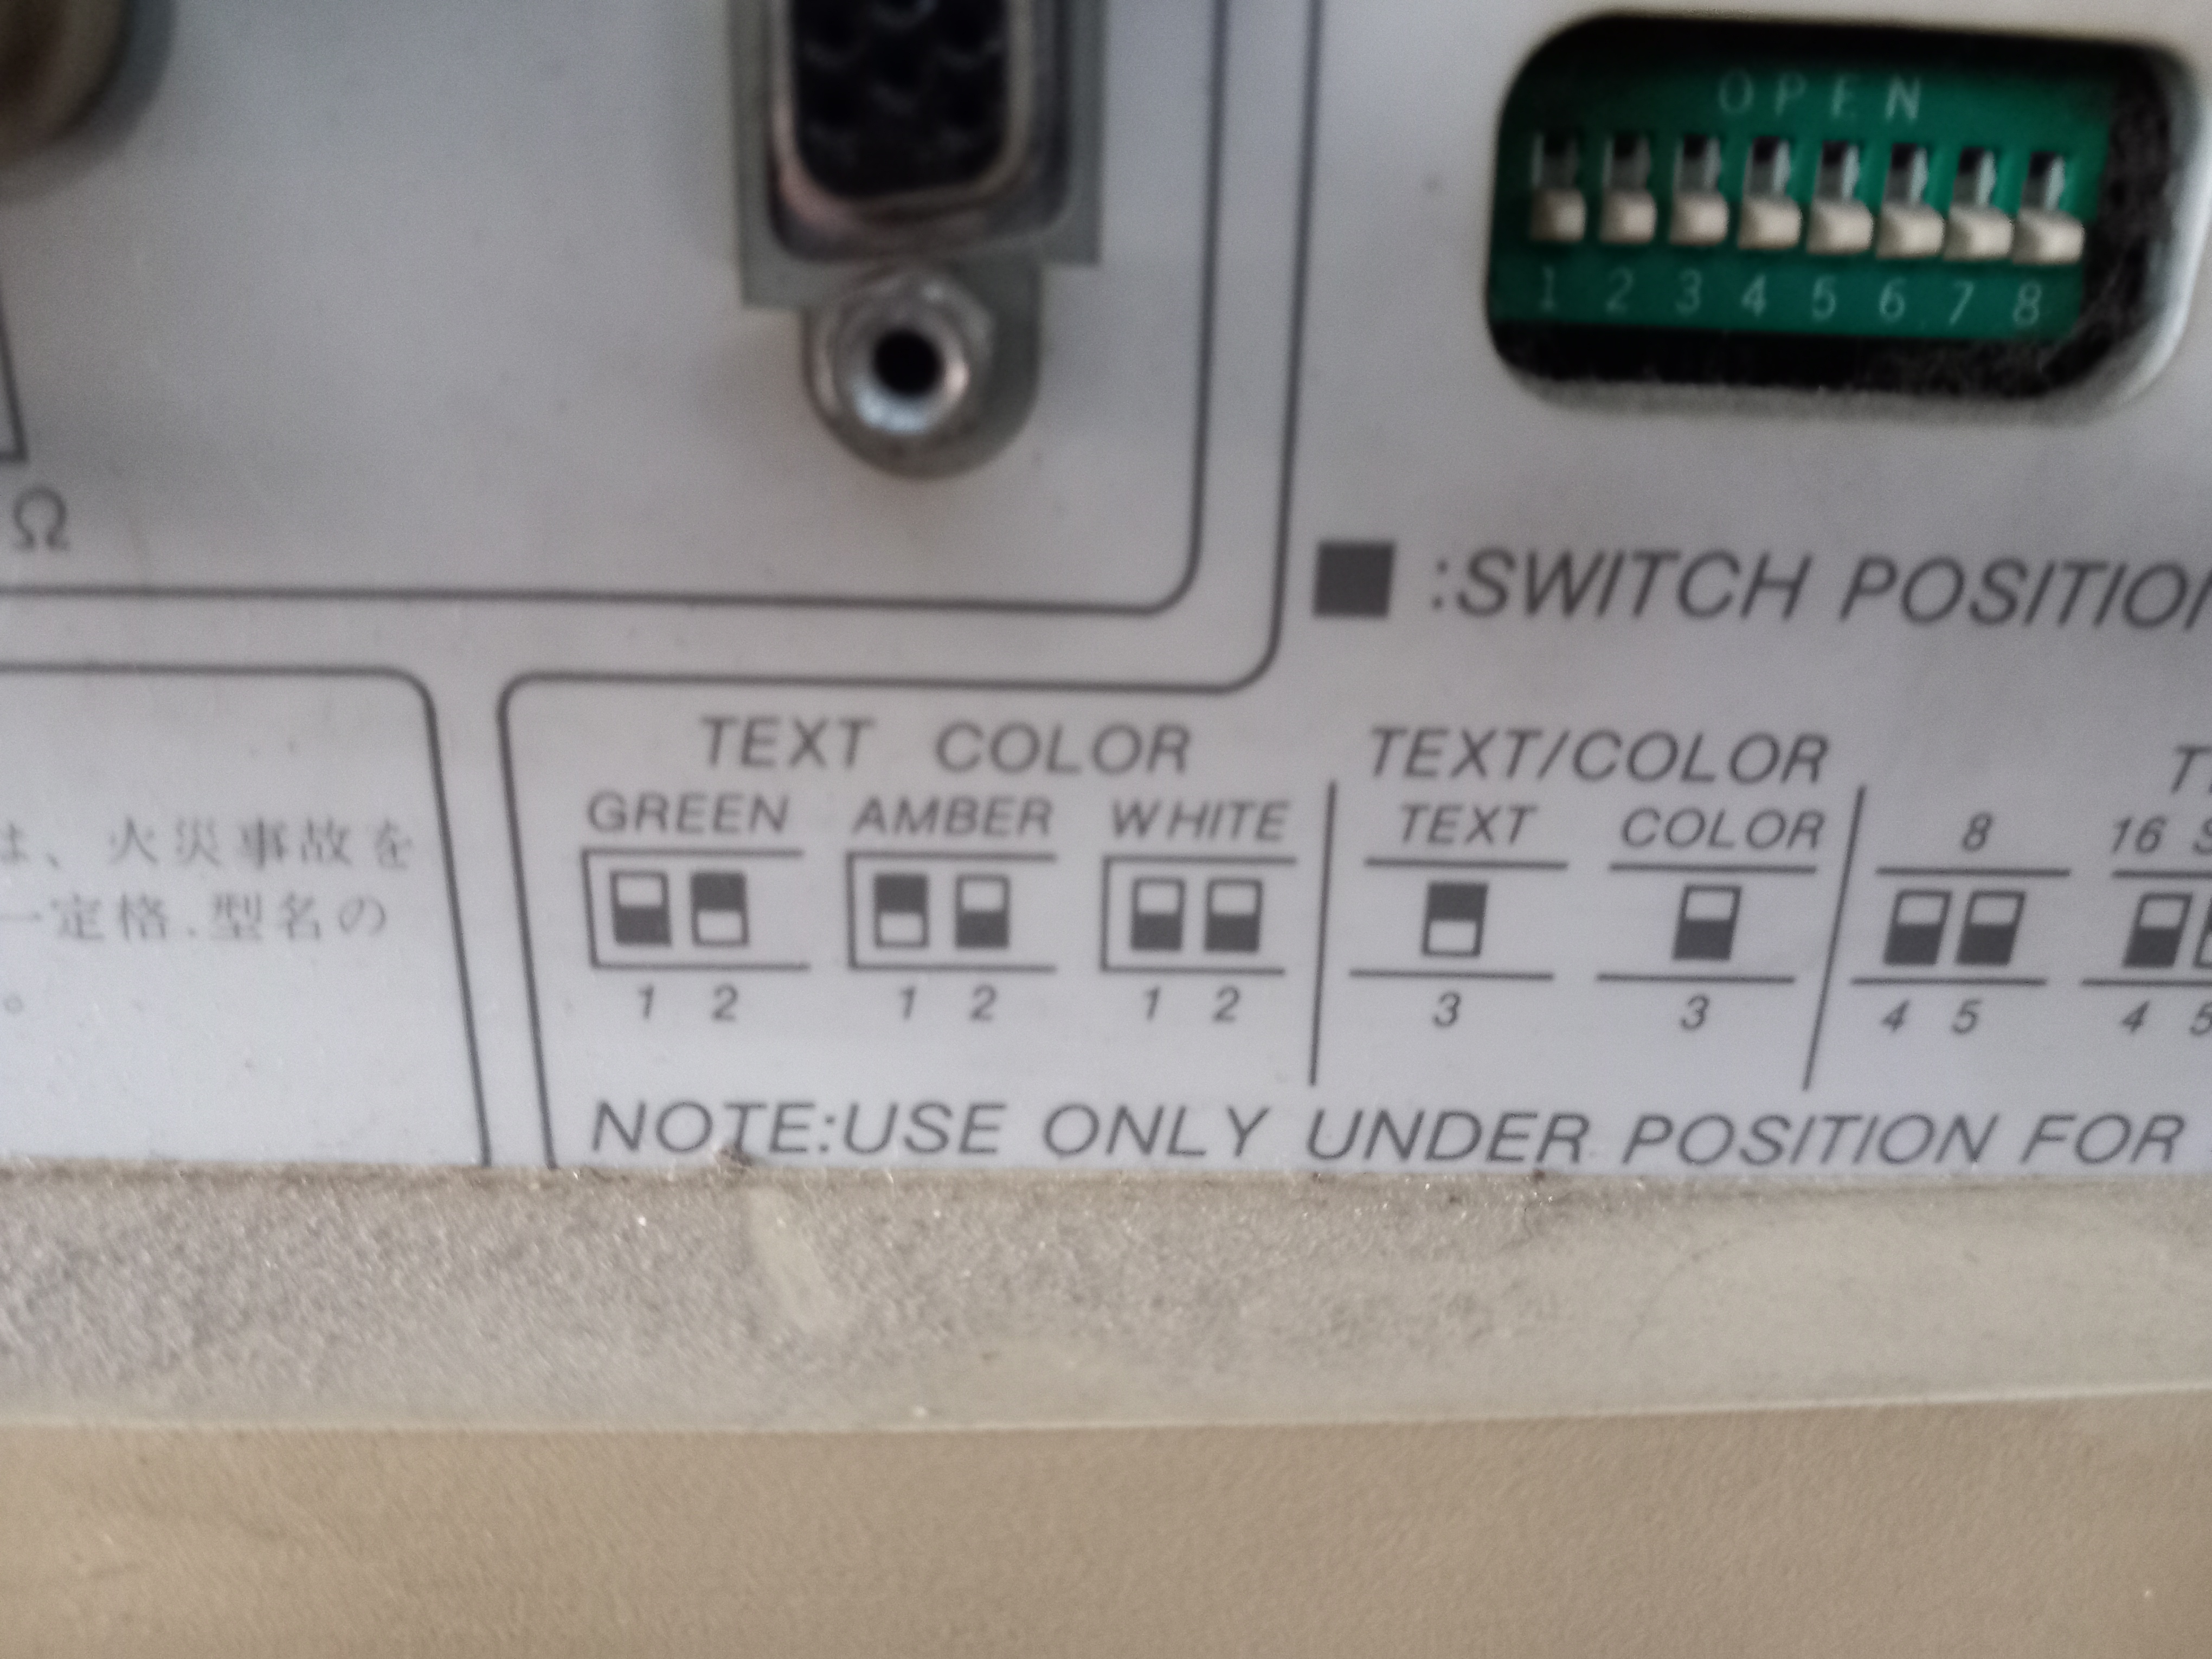 OPEN
1 2 3 4 5 6 7 8
Ω
:SWITCH POSITION
TEXT COLOR
GREEN AMBER WHITE
1 2 1 2 1 2
TEXT/COLOR
TEXT COLOR
3 3
8 16
4 5 4 5
NOTE:USE ONLY UNDER POSITION FOR
は、火災事故を
一定格.型名の
。